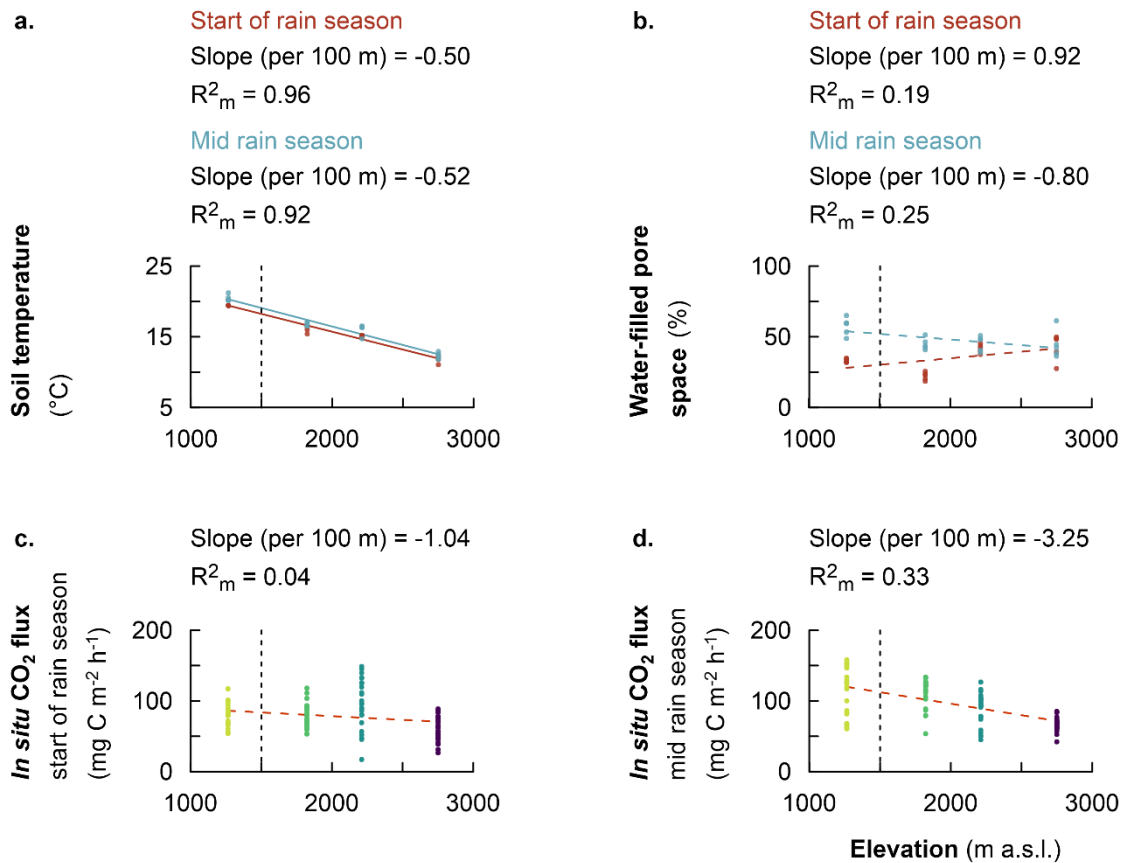 a.
Start of rain season
Slope (per 100 m) = -0.50
R²m = 0.96
Mid rain season
Slope (per 100 m) = -0.52
R²m = 0.92
Soil temperature
(°C)
25
15
5
1000 2000 3000
b.
Start of rain season
Slope (per 100 m) = 0.92
R²m = 0.19
Mid rain season
Slope (per 100 m) = -0.80
R²m = 0.25
Water-filled pore
space (%)
100
50
0
1000 2000 3000
c.
Slope (per 100 m) = -1.04
R²m = 0.04
In situ CO₂ flux
start of rain season
(mg C m⁻² h⁻¹)
200
100
0
1000 2000 3000
d.
Slope (per 100 m) = -3.25
R²m = 0.33
In situ CO₂ flux
mid rain season
(mg C m⁻² h⁻¹)
200
100
0
1000 2000 3000
Elevation (m a.s.l.)